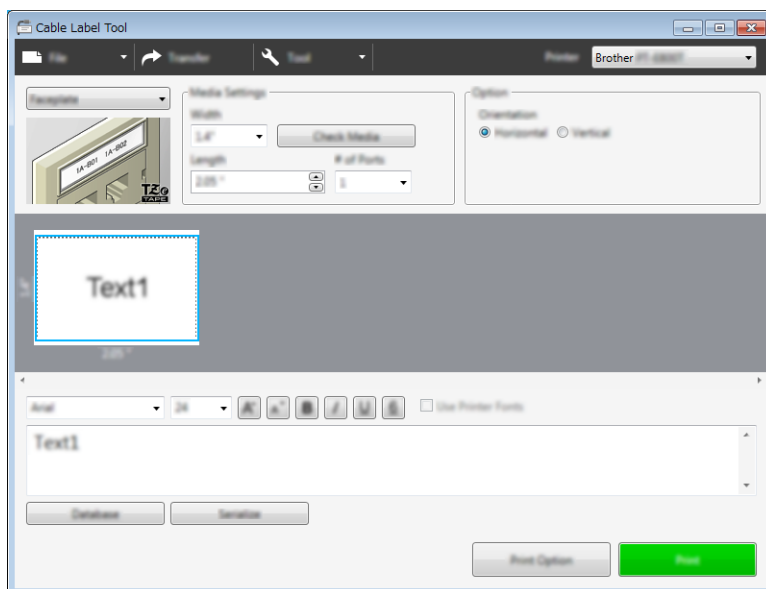 Cable Label Tool
File
Transfer
Tool
Printer
Brother
Faceplate
Media Settings
Width
1.4"
Check Media
Length
# of Ports
2.05 "
1
Option
Orientation
Horizontal
Vertical
1A-B01 1A-B02
TZe
TAPE
Text1
2.05 "
Arial
24
B
I
U
Use Printer Fonts
Text1
Database
Serialize
Print Option
Print